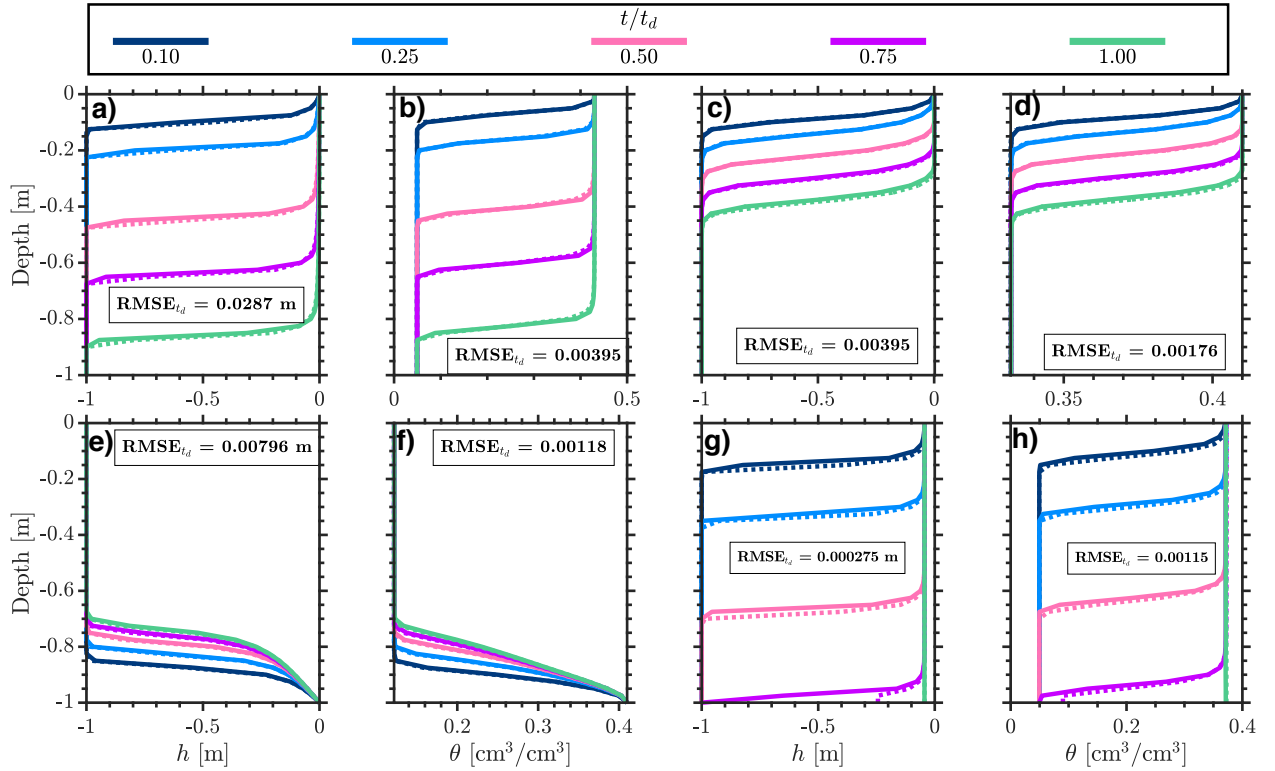 t/t_d
0.10 0.25 0.50 0.75 1.00
a) b) c) d)
0
-0.2
-0.4
-0.6
-0.8
-1
Depth [m]
RMSE_{t_d} = 0.0287 m
RMSE_{t_d} = 0.00395
RMSE_{t_d} = 0.00395
RMSE_{t_d} = 0.00176
-1 -0.5 0
0 0.5
-1 -0.5 0
0.35 0.4
e) f) g) h)
0
-0.2
-0.4
-0.6
-0.8
-1
Depth [m]
RMSE_{t_d} = 0.00796 m
RMSE_{t_d} = 0.00118
RMSE_{t_d} = 0.000275 m
RMSE_{t_d} = 0.00115
-1 -0.5 0
0.2 0.3 0.4
-1 -0.5 0
0 0.2 0.4
h [m]
θ [cm³/cm³]
h [m]
θ [cm³/cm³]